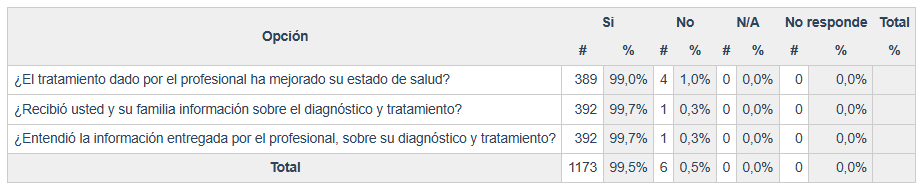 Opción Si No N/A No responde Total
# % # % # % # % %
¿El tratamiento dado por el profesional ha mejorado su estado de salud? 389 99,0% 4 1,0% 0 0,0% 0 0,0%
¿Recibió usted y su familia información sobre el diagnóstico y tratamiento? 392 99,7% 1 0,3% 0 0,0% 0 0,0%
¿Entendió la información entregada por el profesional, sobre su diagnóstico y tratamiento? 392 99,7% 1 0,3% 0 0,0% 0 0,0%
Total 1173 99,5% 6 0,5% 0 0,0% 0 0,0%